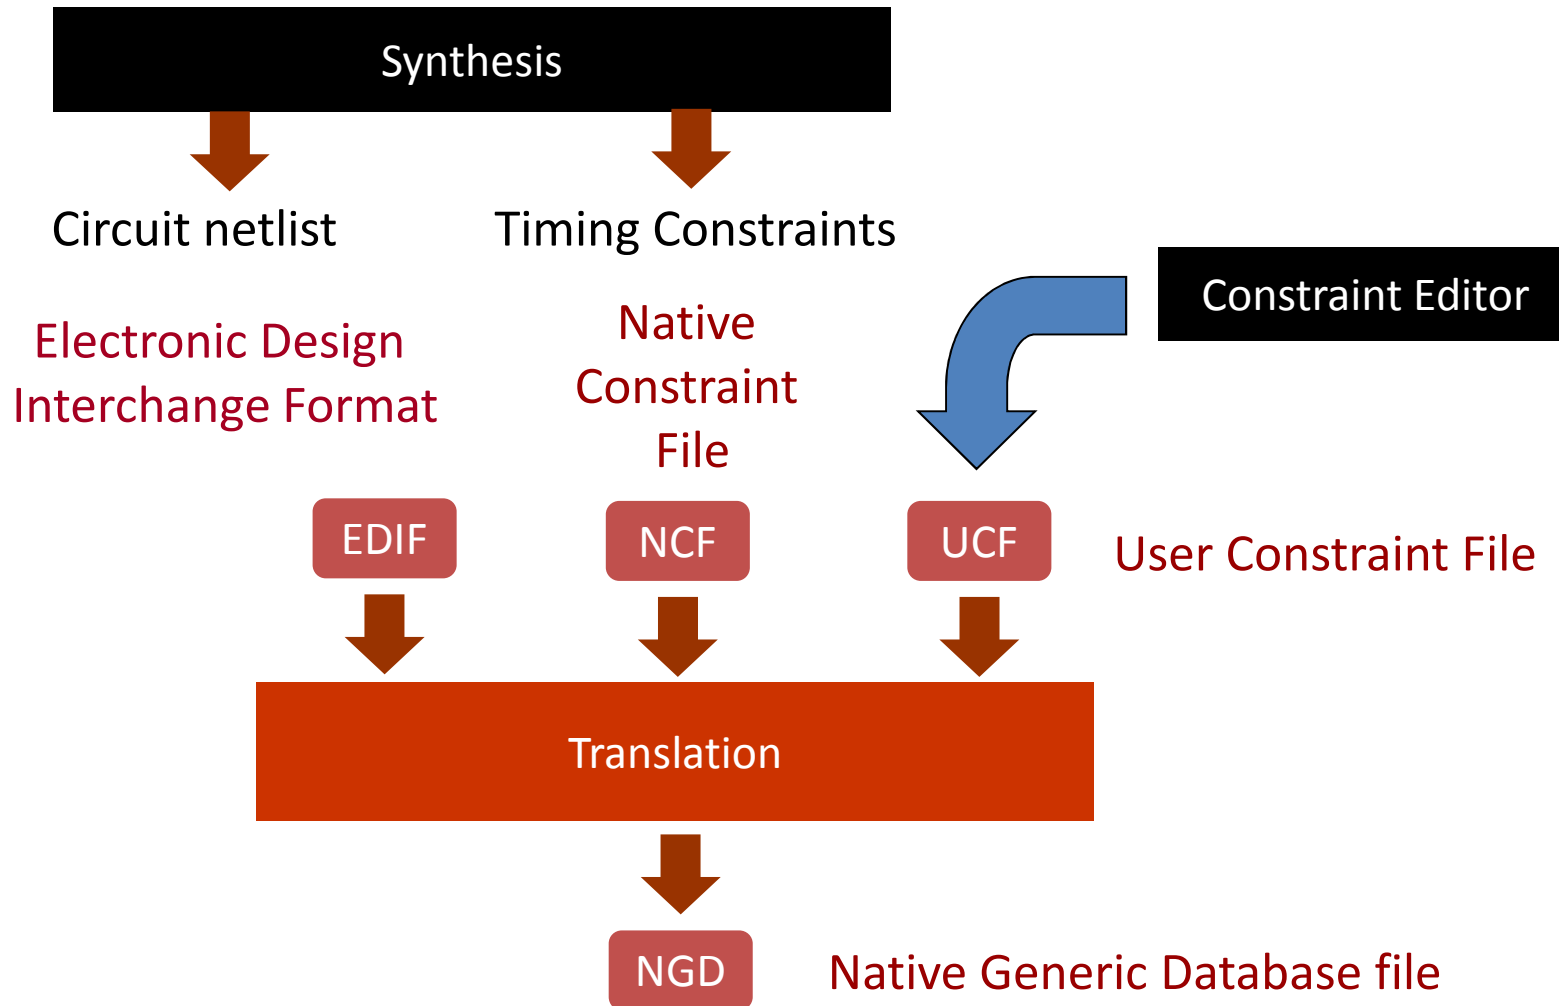 Synthesis
Circuit netlist
Timing Constraints
Constraint Editor
Electronic Design
Interchange Format
Native
Constraint
File
EDIF
NCF
UCF
User Constraint File
Translation
NGD
Native Generic Database file